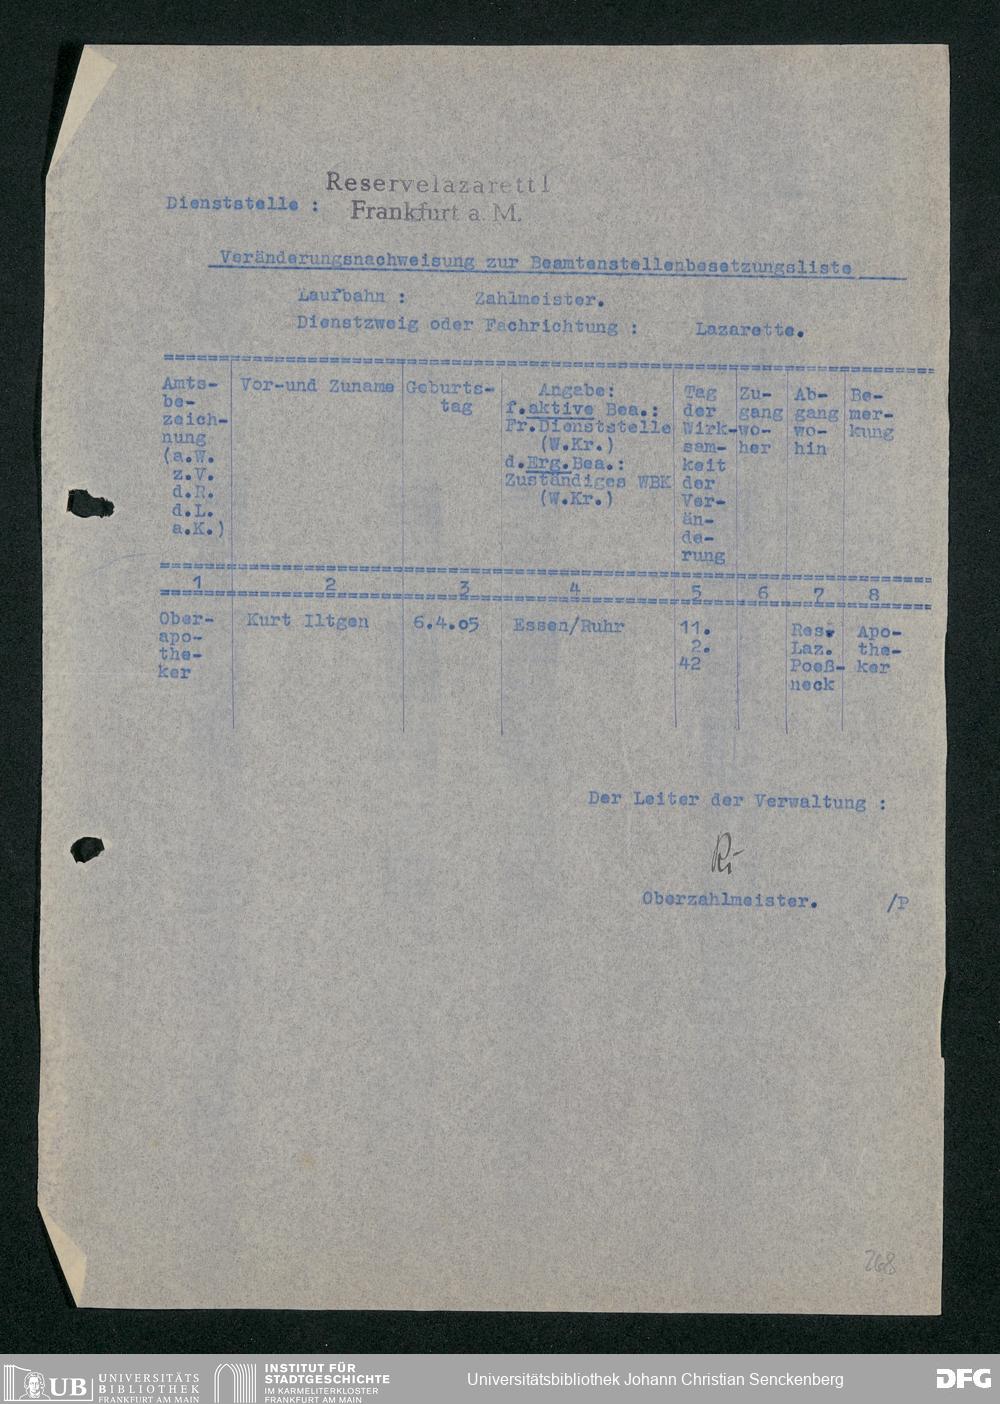 Reservelazarett I
Dienststelle : Frankfurt a. M.
Veränderungsnachweisung zur Beamtenstellenbesetzungsliste
Laufbahn : Zahlmeister.
Dienstzweig oder Fachrichtung : Lazarette.
Amts-
be-
zeich-
nung
(a.W.
z.V.
d.R.
d.L.
a.K.)
Vor-und Zuname
Geburts-
tag
Angabe:
f.aktive Bea.:
Fr.Dienststelle
(W.Kr.)
d.Erg.Bea.:
Zuständiges WBK
(W.Kr.)
Tag
der
Wirk-
sam-
keit
der
Ver-
än-
de-
rung
Zu-
gang
wo-
her
Ab-
gang
wo-
hin
Be-
mer-
kung
1 2 3 4 5 6 7 8
Ober-
apo-
the-
ker
Kurt Iltgen
6.4.05
Essen/Ruhr
11.
2.
42
Res.
Laz.
Poeß-
neck
Apo-
the-
ker
Der Leiter der Verwaltung :
Ri
Oberzahlmeister. /P
268
UB UNIVERSITÄTS
BIBLIOTHEK
FRANKFURT AM MAIN
INSTITUT FÜR
STADTGESCHICHTE
IM KARMELITERKLOSTER
FRANKFURT AM MAIN
Universitätsbibliothek Johann Christian Senckenberg
DFG